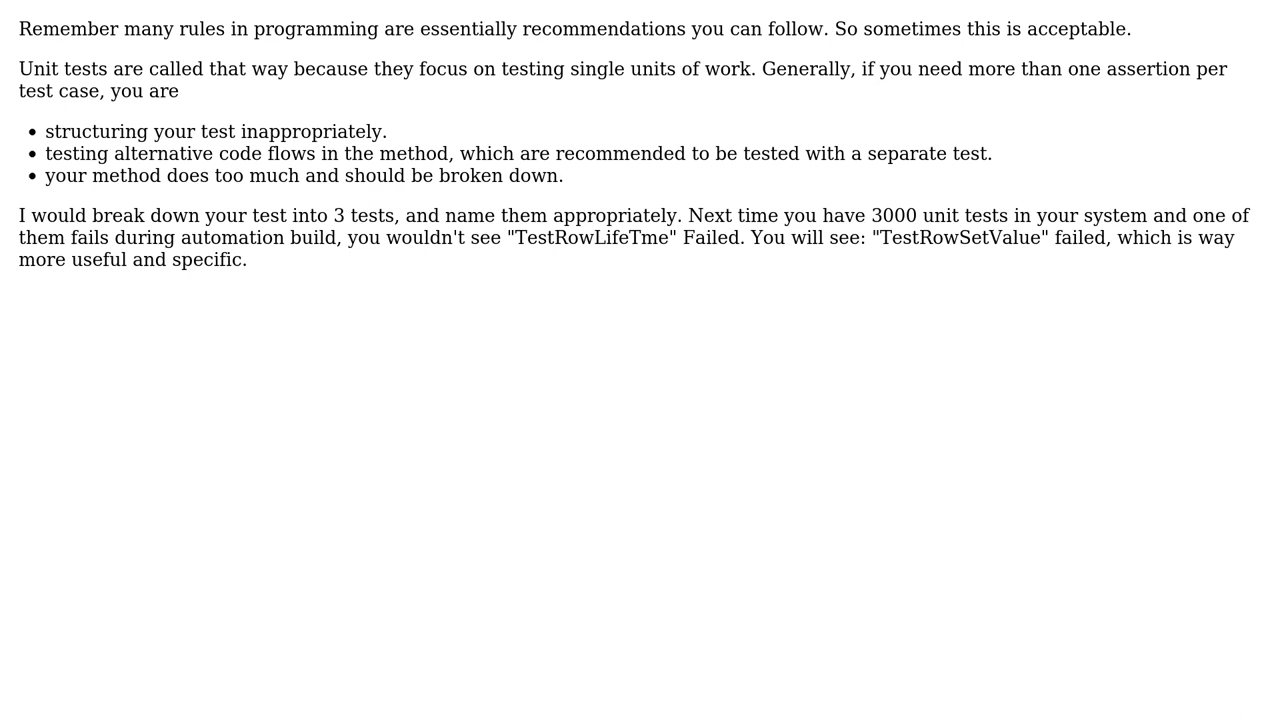 Remember many rules in programming are essentially recommendations you can follow. So sometimes this is acceptable.
Unit tests are called that way because they focus on testing single units of work. Generally, if you need more than one assertion per
test case, you are
• structuring your test inappropriately.
• testing alternative code flows in the method, which are recommended to be tested with a separate test.
• your method does too much and should be broken down.
I would break down your test into 3 tests, and name them appropriately. Next time you have 3000 unit tests in your system and one of
them fails during automation build, you wouldn't see "TestRowLifeTme" Failed. You will see: "TestRowSetValue" failed, which is way
more useful and specific.